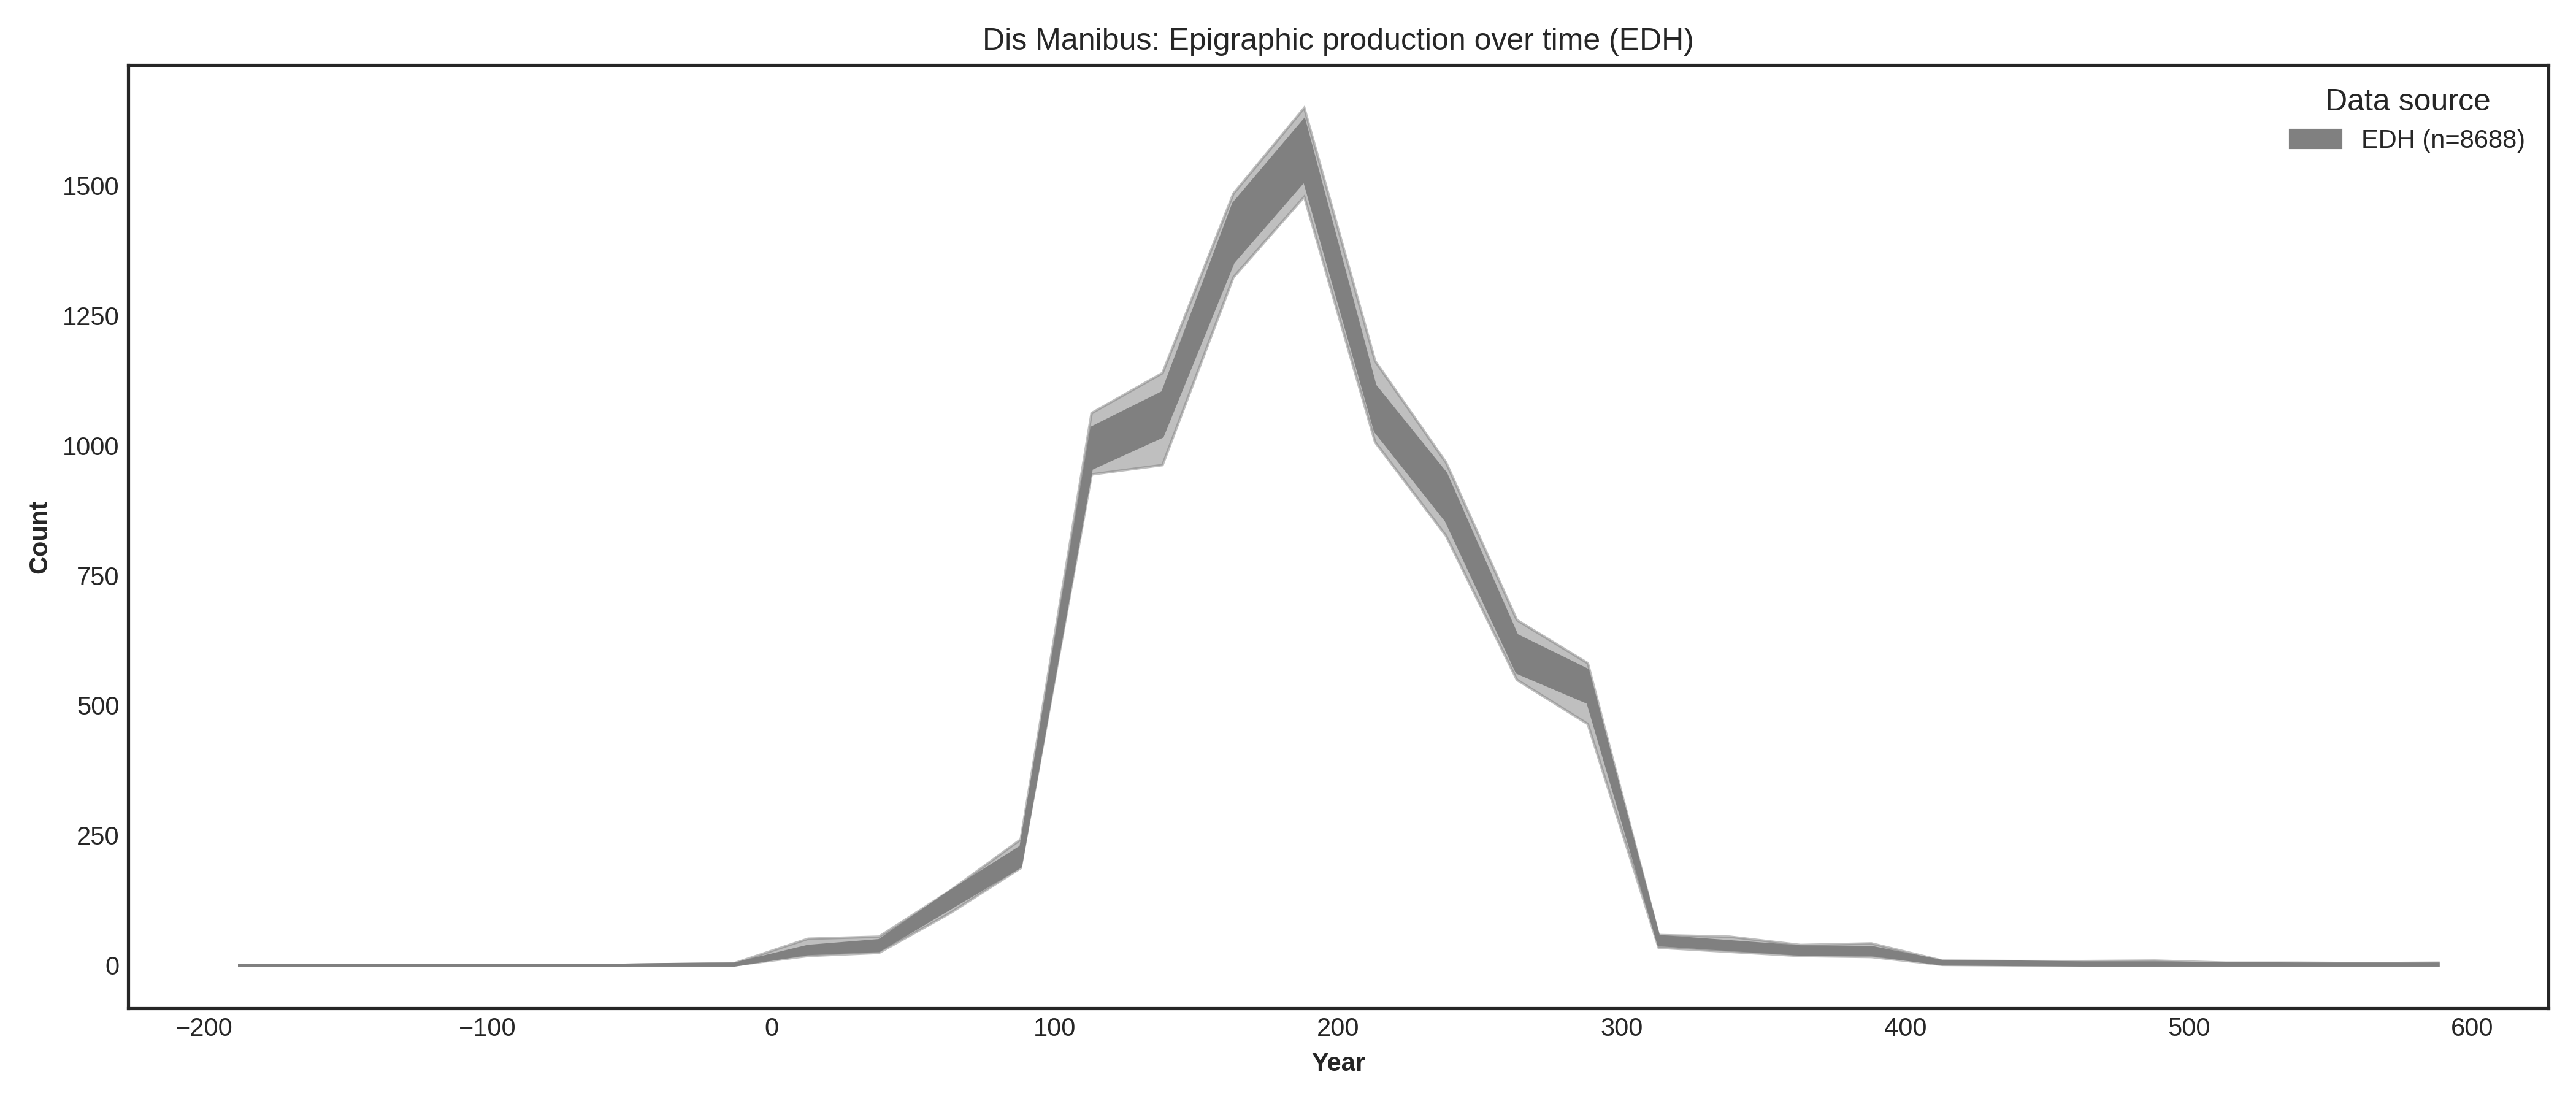 Dis Manibus: Epigraphic production over time (EDH)
Data source
EDH (n=8688)
Count
1500
1250
1000
750
500
250
0
−200 −100 0 100 200 300 400 500 600
Year